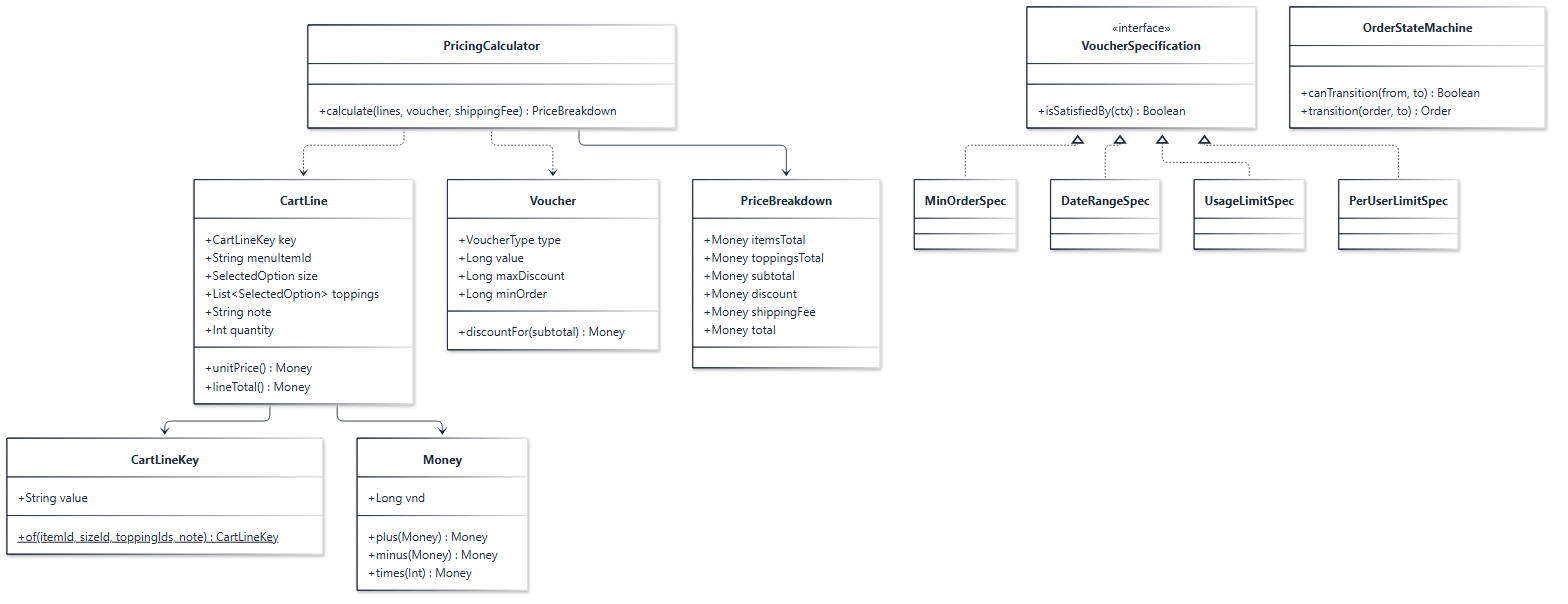 PricingCalculator
+calculate(lines, voucher, shippingFee) : PriceBreakdown
«interface»
VoucherSpecification
+isSatisfiedBy(ctx) : Boolean
OrderStateMachine
+canTransition(from, to) : Boolean
+transition(order, to) : Order
CartLine
+CartLineKey key
+String menuItemId
+SelectedOption size
+List<SelectedOption> toppings
+String note
+Int quantity
+unitPrice() : Money
+lineTotal() : Money
Voucher
+VoucherType type
+Long value
+Long maxDiscount
+Long minOrder
+discountFor(subtotal) : Money
PriceBreakdown
+Money itemsTotal
+Money toppingsTotal
+Money subtotal
+Money discount
+Money shippingFee
+Money total
MinOrderSpec
DateRangeSpec
UsageLimitSpec
PerUserLimitSpec
CartLineKey
+String value
+of(itemId, sizeId, toppingIds, note) : CartLineKey
Money
+Long vnd
+plus(Money) : Money
+minus(Money) : Money
+times(Int) : Money